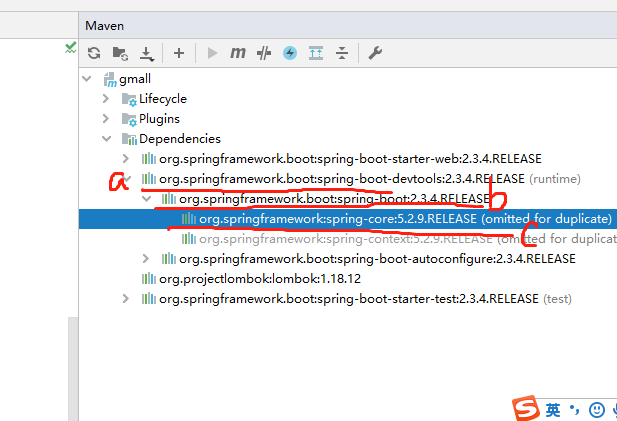 Maven
m
gmall
Lifecycle
Plugins
Dependencies
org.springframework.boot:spring-boot-starter-web:2.3.4.RELEASE
a
org.springframework.boot:spring-boot-devtools:2.3.4.RELEASE (runtime)
org.springframework.boot:spring-boot:2.3.4.RELEASE
b
org.springframework:spring-core:5.2.9.RELEASE (omitted for duplicate)
c
org.springframework:spring-context:5.2.9.RELEASE (omitted for duplicat
org.springframework.boot:spring-boot-autoconfigure:2.3.4.RELEASE
org.projectlombok:lombok:1.18.12
org.springframework.boot:spring-boot-starter-test:2.3.4.RELEASE (test)
S 英